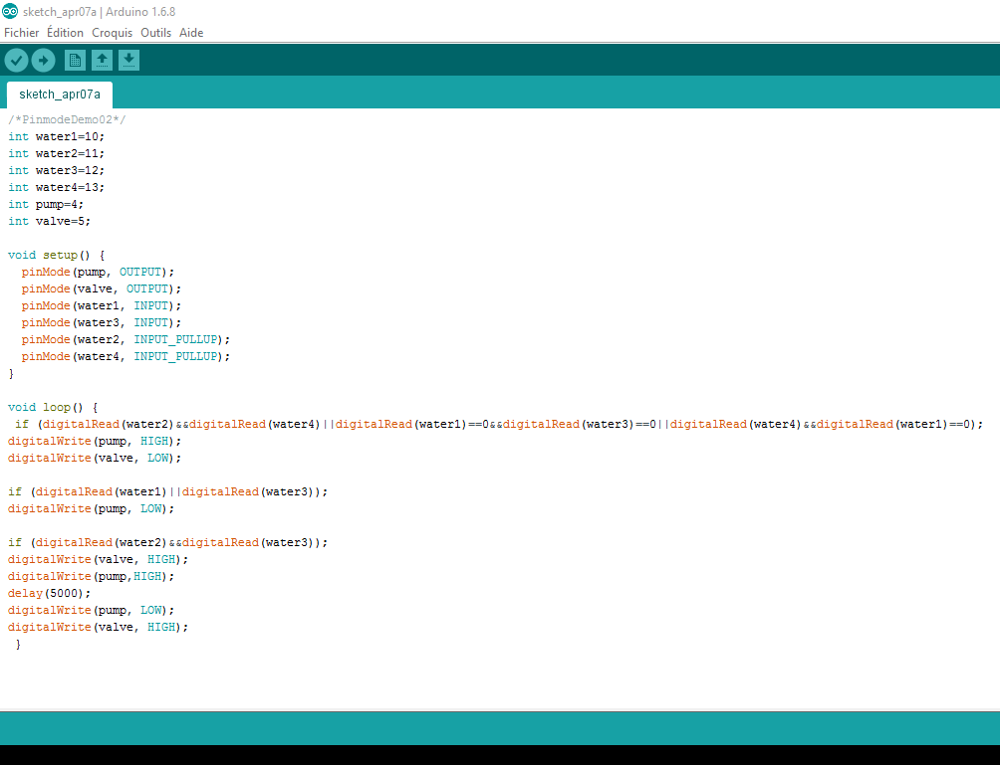 sketch_apr07a | Arduino 1.6.8
Fichier Édition Croquis Outils Aide
sketch_apr07a
/*PinmodeDemo02*/
int water1=10;
int water2=11;
int water3=12;
int water4=13;
int pump=4;
int valve=5;

void setup() {
  pinMode(pump, OUTPUT);
  pinMode(valve, OUTPUT);
  pinMode(water1, INPUT);
  pinMode(water3, INPUT);
  pinMode(water2, INPUT_PULLUP);
  pinMode(water4, INPUT_PULLUP);
}

void loop() {
 if (digitalRead(water2)&&digitalRead(water4)||digitalRead(water1)==0&&digitalRead(water3)==0||digitalRead(water4)&&digitalRead(water1)==0);
digitalWrite(pump, HIGH);
digitalWrite(valve, LOW);

if (digitalRead(water1)||digitalRead(water3));
digitalWrite(pump, LOW);

if (digitalRead(water2)&&digitalRead(water3));
digitalWrite(valve, HIGH);
digitalWrite(pump,HIGH);
delay(5000);
digitalWrite(pump, LOW);
digitalWrite(valve, HIGH);
 }